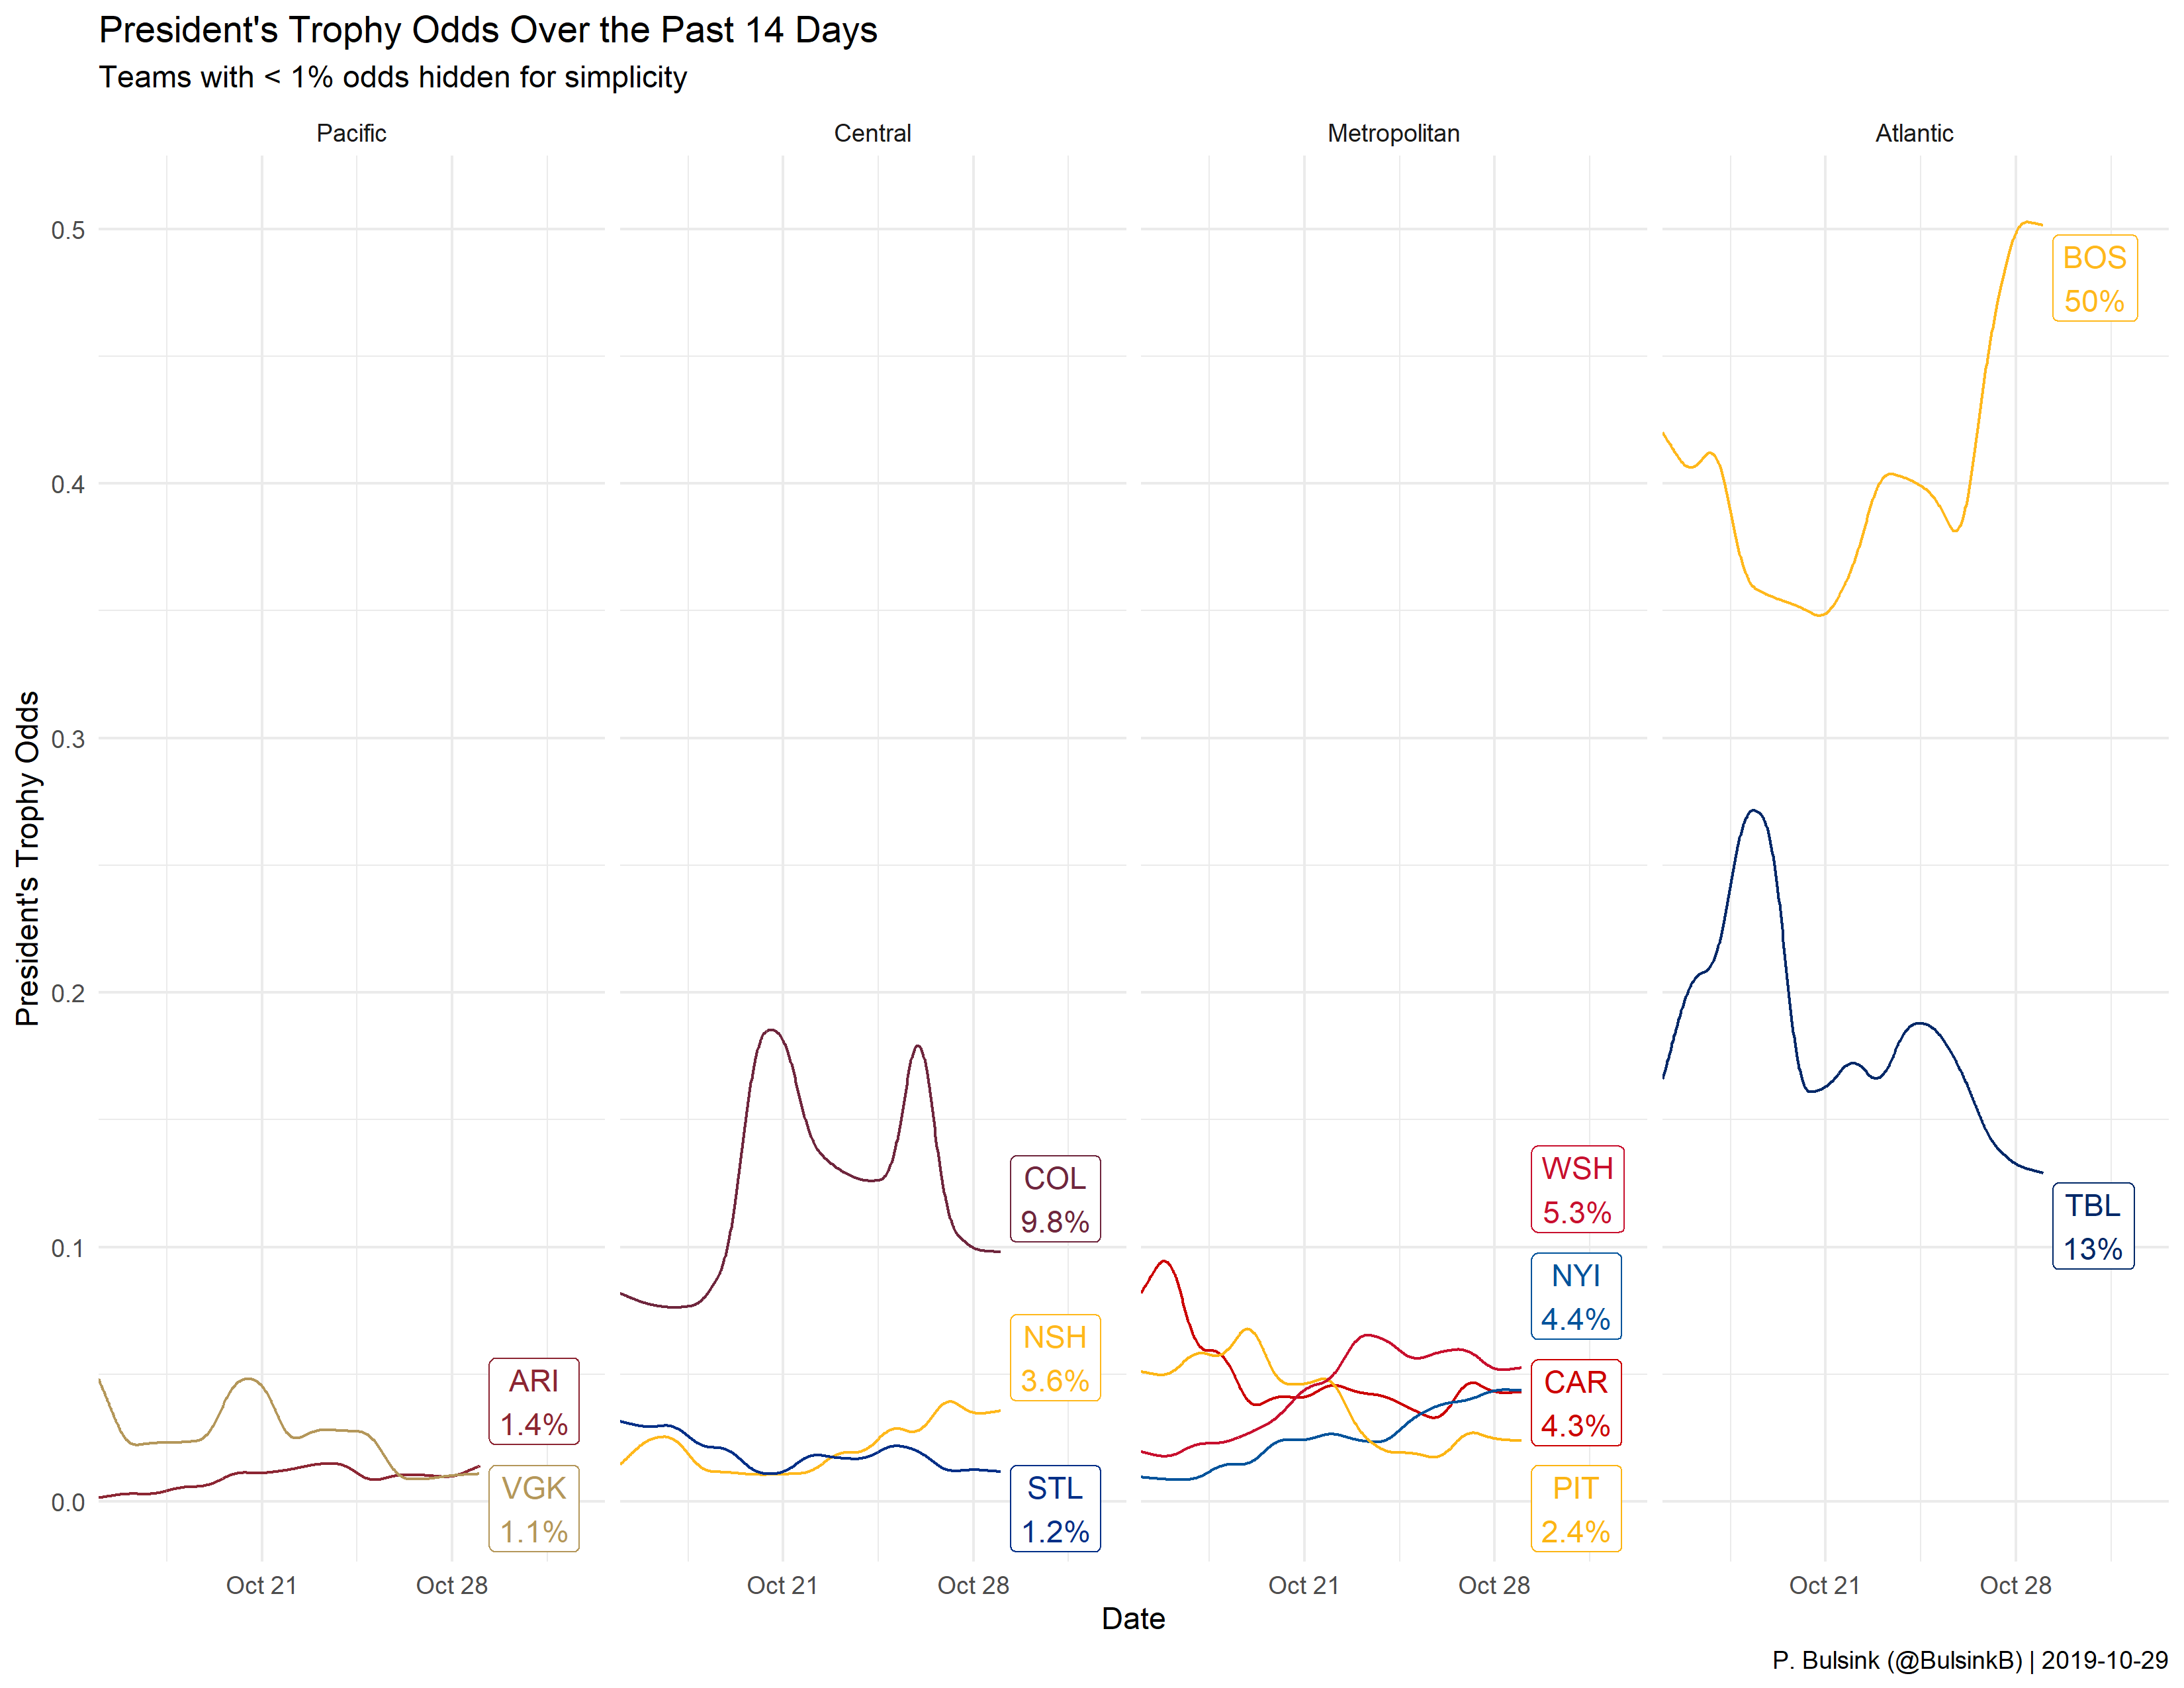 President's Trophy Odds Over the Past 14 Days
Teams with < 1% odds hidden for simplicity
Pacific
Central
Metropolitan
Atlantic
President's Trophy Odds
0.5
0.4
0.3
0.2
0.1
0.0
ARI
1.4%
VGK
1.1%
COL
9.8%
NSH
3.6%
STL
1.2%
WSH
5.3%
NYI
4.4%
CAR
4.3%
PIT
2.4%
BOS
50%
TBL
13%
Oct 21
Oct 28
Oct 21
Oct 28
Oct 21
Oct 28
Oct 21
Oct 28
Date
P. Bulsink (@BulsinkB) | 2019-10-29